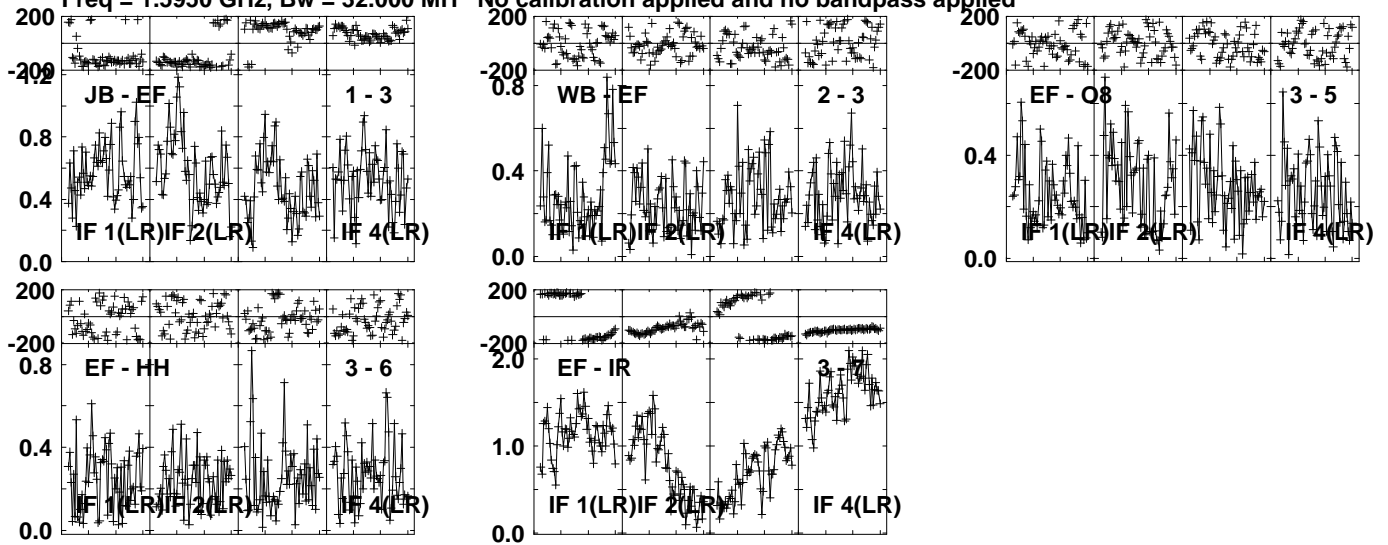 Freq = 1.5950 GHz, Bw = 32.000 MH No calibration applied and no bandpass applied
200
-200
1.2
0.8
0.4
0.0
JB - EF 1 - 3
IF 1(LR) IF 2(LR) IF 4(LR)
200
-200
0.8
0.4
0.0
WB - EF 2 - 3
IF 1(LR) IF 2(LR) IF 4(LR)
200
-200
0.4
0.0
EF - O8 3 - 5
IF 1(LR) IF 2(LR) IF 4(LR)
200
-200
0.8
0.4
0.0
EF - HH 3 - 6
IF 1(LR) IF 2(LR) IF 4(LR)
200
-200
2.0
1.0
0.0
EF - IR 3 - 7
IF 1(LR) IF 2(LR) IF 4(LR)